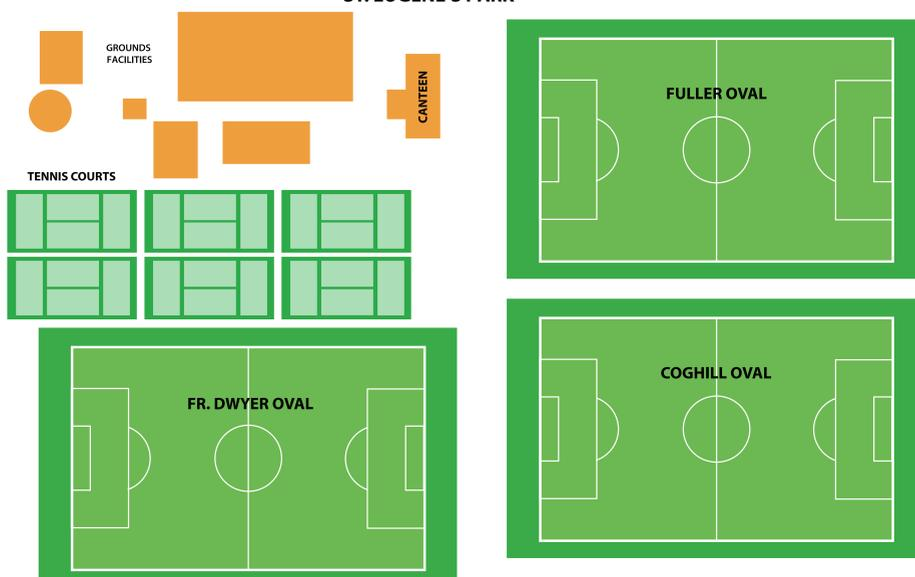 GROUNDS
FACILITIES
CANTEEN
FULLER OVAL
TENNIS COURTS
COGHILL OVAL
FR. DWYER OVAL